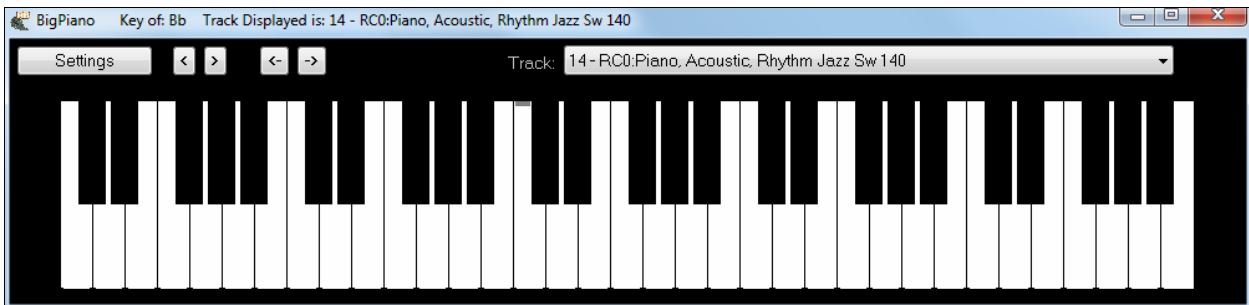 BigPiano Key of: Bb Track Displayed is: 14 - RC0:Piano, Acoustic, Rhythm Jazz Sw 140
Settings < > <- -> Track: 14 - RC0:Piano, Acoustic, Rhythm Jazz Sw 140